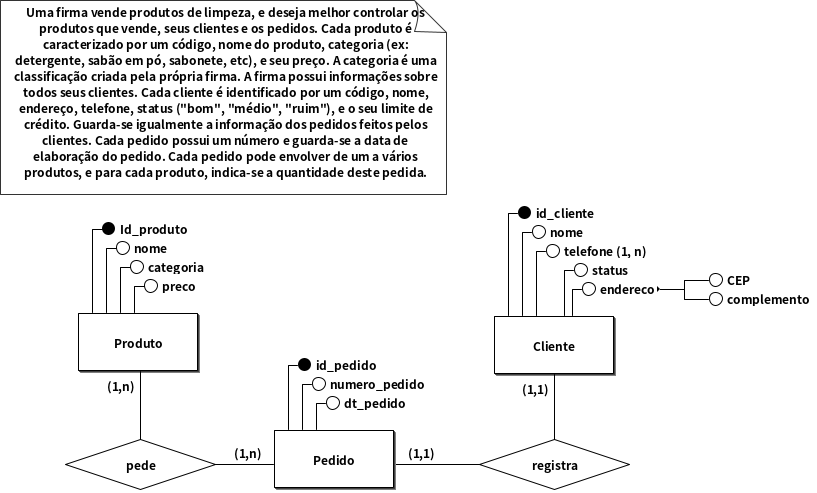 Uma firma vende produtos de limpeza, e deseja melhor controlar os
produtos que vende, seus clientes e os pedidos. Cada produto é
caracterizado por um código, nome do produto, categoria (ex:
detergente, sabão em pó, sabonete, etc), e seu preço. A categoria é uma
classificação criada pela própria firma. A firma possui informações sobre
todos seus clientes. Cada cliente é identificado por um código, nome,
endereço, telefone, status ("bom", "médio", "ruim"), e o seu limite de
crédito. Guarda-se igualmente a informação dos pedidos feitos pelos
clientes. Cada pedido possui um número e guarda-se a data de
elaboração do pedido. Cada pedido pode envolver de um a vários
produtos, e para cada produto, indica-se a quantidade deste pedida.
Id_produto
nome
categoria
preco
Produto
(1,n)
pede
(1,n)
id_pedido
numero_pedido
dt_pedido
Pedido
(1,1)
id_cliente
nome
telefone (1, n)
status
endereco
CEP
complemento
Cliente
(1,1)
registra